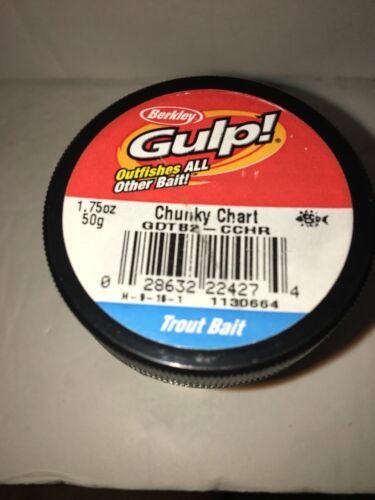 Berkley
Gulp!
Outfishes ALL
Other Bait!
1.75oz
50g
Chunky Chart
GDTB2-CCHR
0 28632 22427 4
H-9-10-1 1130664
Trout Bait